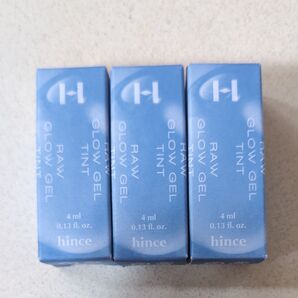 H
RAW
GLOW GEL
TINT
4 ml
0.13 fl. oz.
hince
H
RAW
GLOW GEL
TINT
4 ml
0.13 fl. oz.
hince
H
RAW
GLOW GEL
TINT
4 ml
0.13 fl. oz.
hince